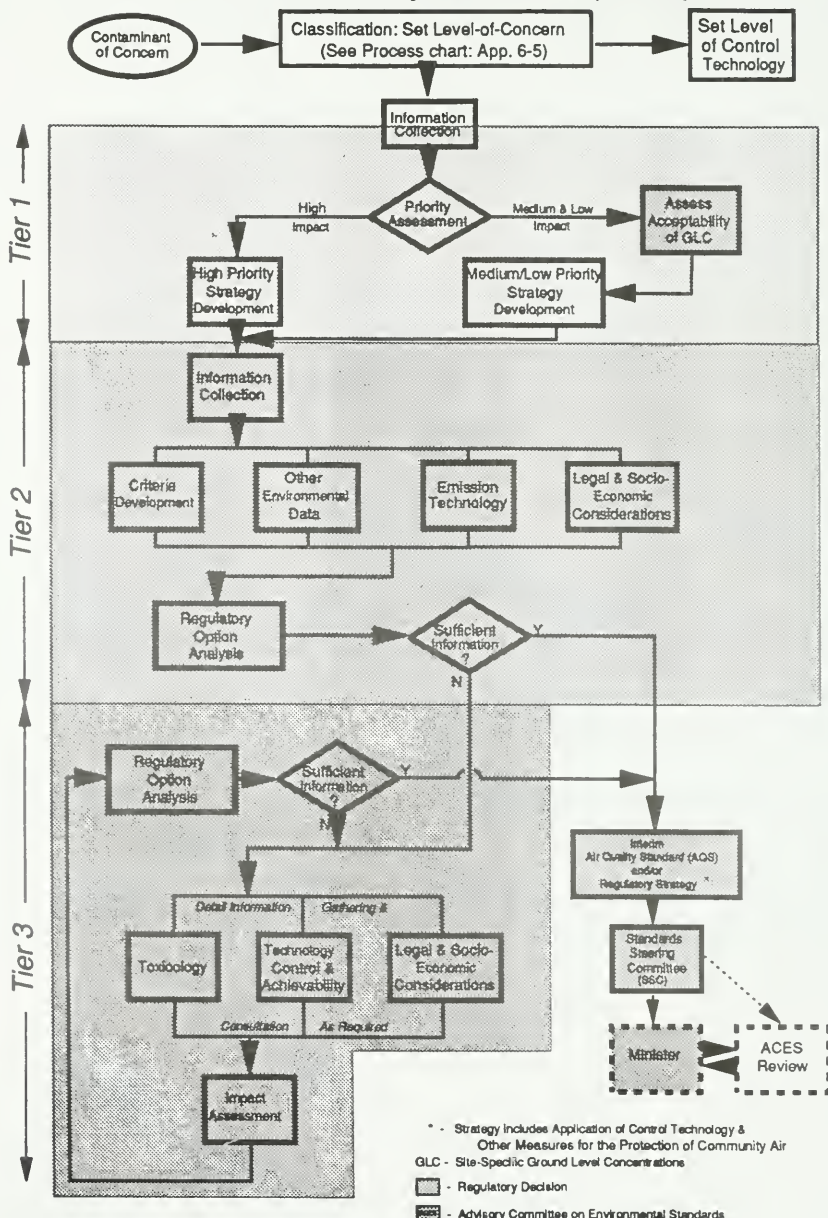 Contaminant
of Concern
Classification: Set Level-of-Concern
(See Process chart: App. 6-5)
Set Level
of Control
Technology
Information
Collection
Tier 1
Priority
Assessment
High
Impact
Medium & Low
Impact
Assess
Acceptability
of GLC
High Priority
Strategy
Development
Medium/Low Priority
Strategy
Development
Tier 2
Information
Collection
Criteria
Development
Other
Environmental
Data
Emission
Technology
Legal & Socio-
Economic
Considerations
Regulatory
Option
Analysis
Sufficient
Information
?
Y
N
Tier 3
Regulatory
Option
Analysis
Sufficient
Information
?
Y
N
Interim
Air Quality Standard (AQS)
and/or
Regulatory Strategy *
Detail Information
Gathering &
Toxicology
Technology
Control &
Achievability
Legal & Socio-
Economic
Considerations
Consultation
As Required
Standards
Steering
Committee
(SSC)
Minister
ACES
Review
Impact
Assessment
* - Strategy Includes Application of Control Technology &
Other Measures for the Protection of Community Air
GLC - Site-Specific Ground Level Concentrations
- Regulatory Decision
- Advisory Committee on Environmental Standards